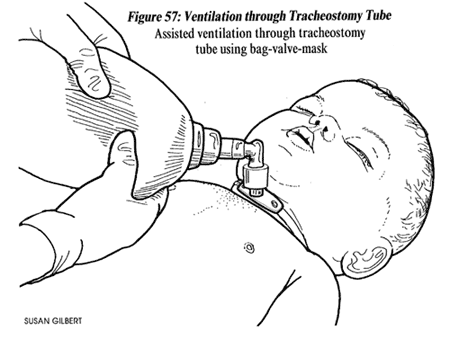 Figure 57: Ventilation through Tracheostomy Tube
Assisted ventilation through tracheostomy
tube using bag-valve-mask
SUSAN GILBERT